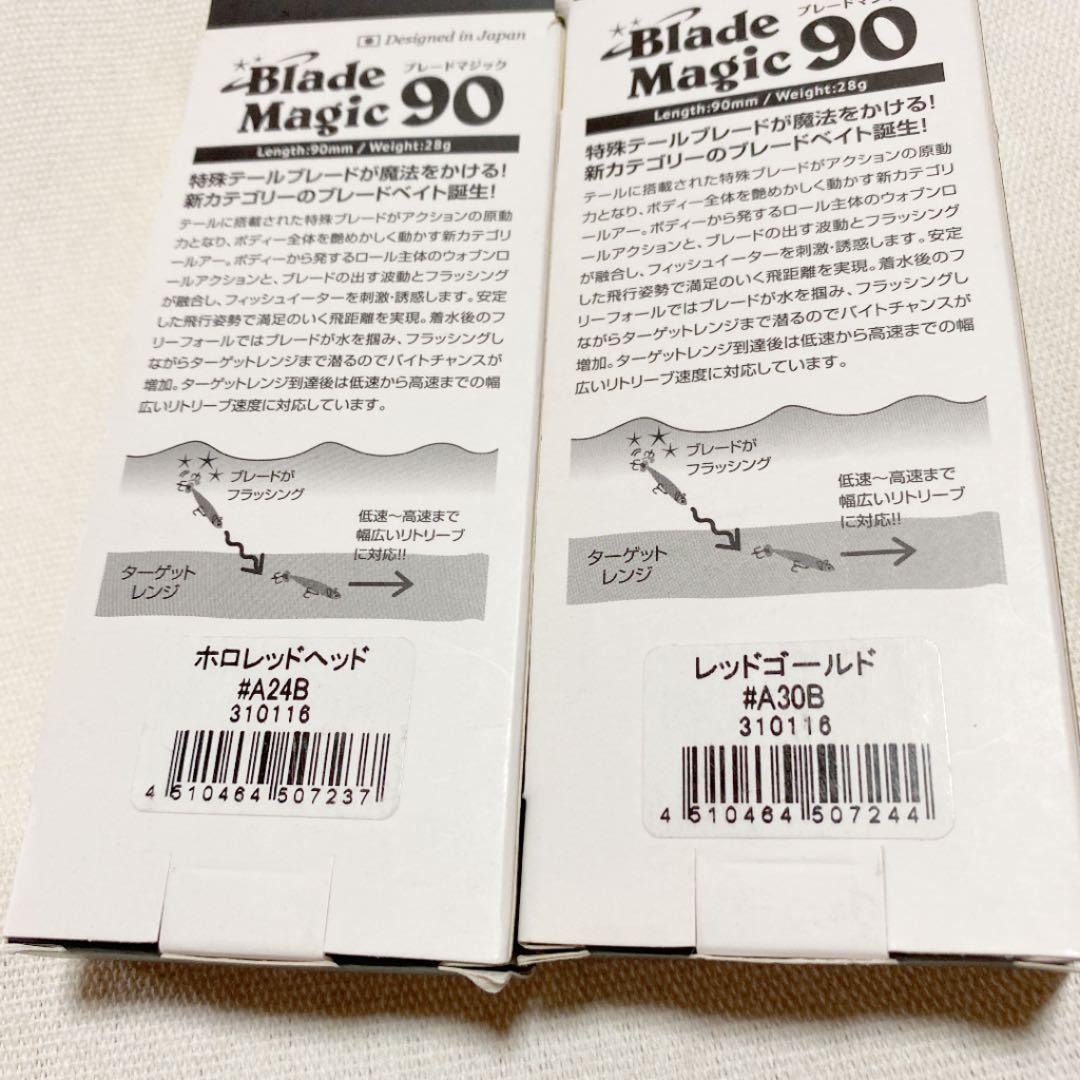 Designed in Japan
Blade
Magic 90
ブレードマジック
Length:90mm / Weight:28g
特殊テールブレードが魔法をかける!
新カテゴリーのブレードベイト誕生!
テールに搭載された特殊ブレードがアクションの原動
力となり、ボディー全体を艶めかしく動かす新カテゴリ
ールアー。ボディーから発するロール主体のウォブンロ
ールアクションと、ブレードの出す波動とフラッシング
が融合し、フィッシュイーターを刺激・誘惑します。安定
した飛行姿勢で満足のいく飛距離を実現。着水後のフ
リーフォールではブレードが水を掴み、フラッシングし
ながらターゲットレンジまで潜るのでバイトチャンスが
増加。ターゲットレンジ到達後は低速から高速までの幅
広いリトリーブ速度に対応しています。
ブレードが
フラッシング
低速〜高速まで
幅広いリトリーブ
に対応!!
ターゲット
レンジ
ホロレッドヘッド
#A24B
310116
4 510464 507237
Blade
Magic 90
Length:90mm / Weight:28g
特殊テールブレードが魔法をかける!
新カテゴリーのブレードベイト誕生!
テールに搭載された特殊ブレードがアクションの原動
力となり、ボディー全体を艶めかしく動かす新カテゴリ
ールアー。ボディーから発するロール主体のウォブンロ
ールアクションと、ブレードの出す波動とフラッシング
が融合し、フィッシュイーターを刺激・誘惑します。安定
した飛行姿勢で満足のいく飛距離を実現。着水後のフ
リーフォールではブレードが水を掴み、フラッシングし
ながらターゲットレンジまで潜るのでバイトチャンスが
増加。ターゲットレンジ到達後は低速から高速までの幅
広いリトリーブ速度に対応しています。
ブレードが
フラッシング
低速〜高速まで
幅広いリトリーブ
に対応!!
ターゲット
レンジ
レッドゴールド
#A30B
310116
4 510464 507244